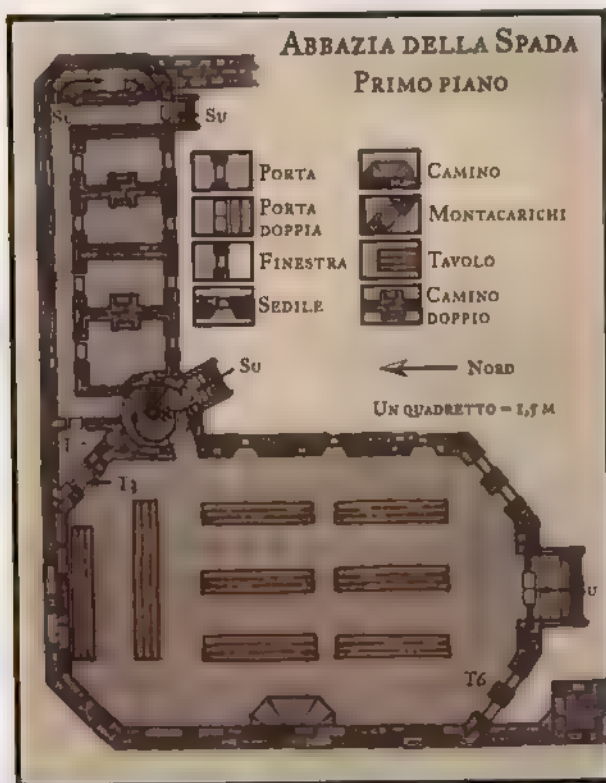 ABBAZIA DELLA SPADA
PRIMO PIANO
SU
SU
PORTA
CAMINO
PORTA
DOPPIA
MONTACARICHI
FINESTRA
TAVOLO
SEDILE
CAMINO
DOPPIO
SU
NORD
UN QUADRETTO = 1,5 M
T3
T6